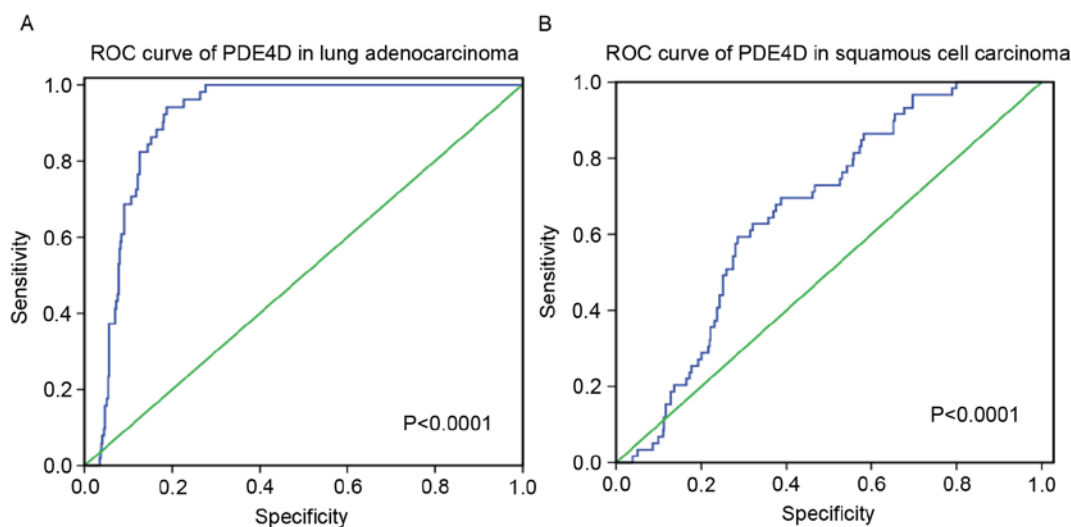 A
ROC curve of PDE4D in lung adenocarcinoma
1.0
0.8
0.6
0.4
0.2
0.0
Sensitivity
P<0.0001
0.0 0.2 0.4 0.6 0.8 1.0
Specificity
B
ROC curve of PDE4D in squamous cell carcinoma
1.0
0.8
0.6
0.4
0.2
0.0
Sensitivity
P<0.0001
0.0 0.2 0.4 0.6 0.8 1.0
Specificity